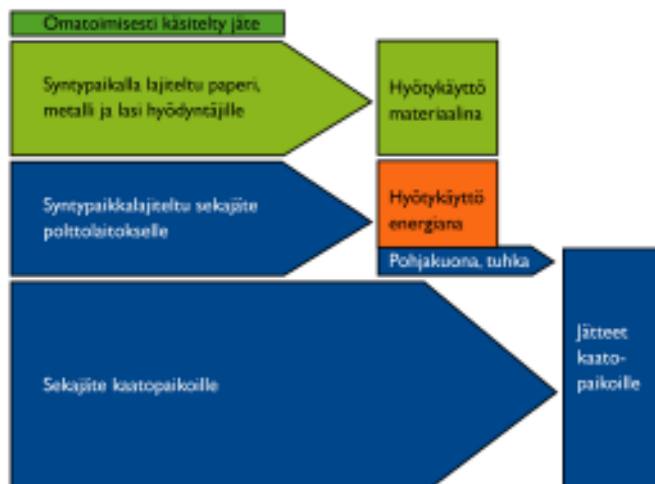 Omatoimisesti käsitelty jäte
Syntypaikalla lajiteltu paperi,
metalli ja lasi hyödyntäjille
Hyötykäyttö
materiaalina
Syntypaikkalajiteltu sekajäte
polttolaitokselle
Hyötykäyttö
energiana
Pohjakuona, tuhka
Sekajäte kaatopaikoille
Jätteet
kaato-
paikoille